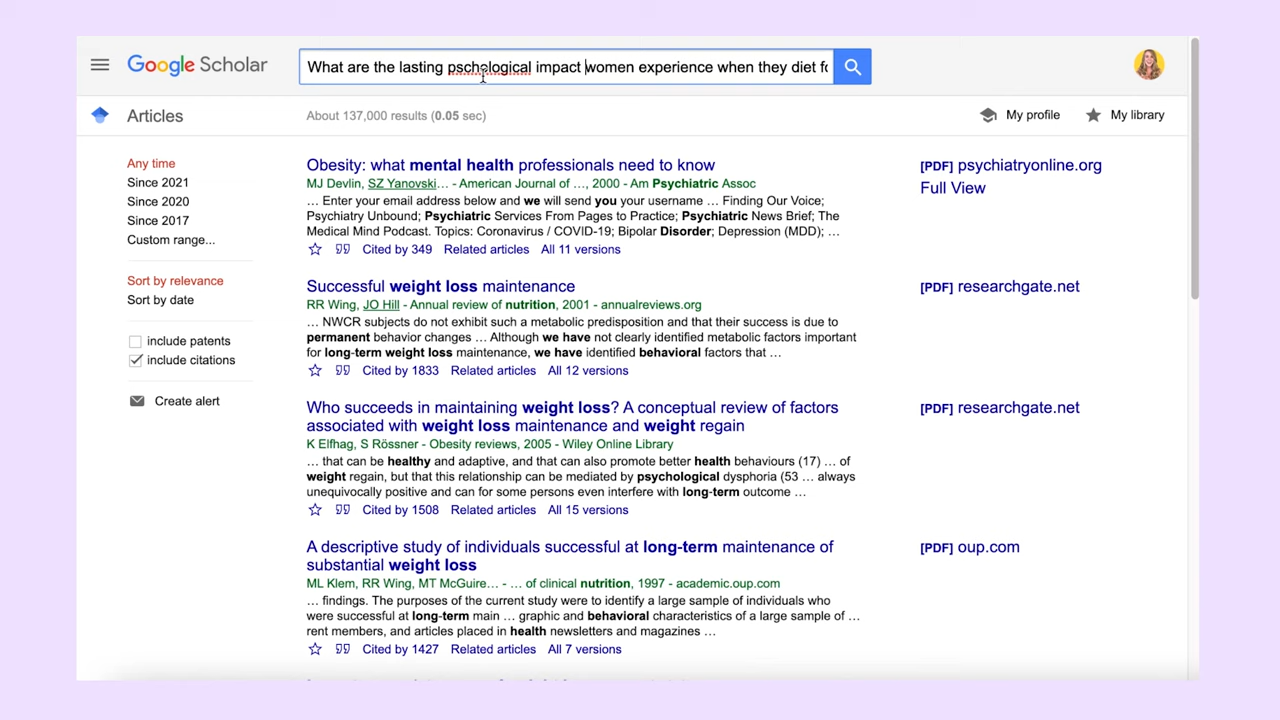 Google Scholar
What are the lasting pschological impact women experience when they diet fo
Articles
About 137,000 results (0.05 sec)
My profile
My library
Any time
Since 2021
Since 2020
Since 2017
Custom range...
Sort by relevance
Sort by date
include patents
include citations
Create alert
Obesity: what mental health professionals need to know
MJ Devlin, SZ Yanovski… - American Journal of …, 2000 - Am Psychiatric Assoc
… Enter your email address below and we will send you your username … Finding Our Voice;
Psychiatry Unbound; Psychiatric Services From Pages to Practice; Psychiatric News Brief; The
Medical Mind Podcast. Topics: Coronavirus / COVID-19; Bipolar Disorder; Depression (MDD); …
Cited by 349 Related articles All 11 versions
[PDF] psychiatryonline.org
Full View
Successful weight loss maintenance
RR Wing, JO Hill - Annual review of nutrition, 2001 - annualreviews.org
… NWCR subjects do not exhibit such a metabolic predisposition and that their success is due to
permanent behavior changes … Although we have not clearly identified metabolic factors important
for long-term weight loss maintenance, we have identified behavioral factors that …
Cited by 1833 Related articles All 12 versions
[PDF] researchgate.net
Who succeeds in maintaining weight loss? A conceptual review of factors
associated with weight loss maintenance and weight regain
K Elfhag, S Rössner - Obesity reviews, 2005 - Wiley Online Library
… that can be healthy and adaptive, and that can also promote better health behaviours (17) … of
weight regain, but that this relationship can be mediated by psychological dysphoria (53 … always
unequivocally positive and can for some persons even interfere with long-term outcome …
Cited by 1508 Related articles All 15 versions
[PDF] researchgate.net
A descriptive study of individuals successful at long-term maintenance of
substantial weight loss
ML Klem, RR Wing, MT McGuire… - … of clinical nutrition, 1997 - academic.oup.com
… findings. The purposes of the current study were to identify a large sample of individuals who
were successful at long-term main … graphic and behavioral characteristics of a large sample of …
rent members, and articles placed in health newsletters and magazines …
Cited by 1427 Related articles All 7 versions
[PDF] oup.com